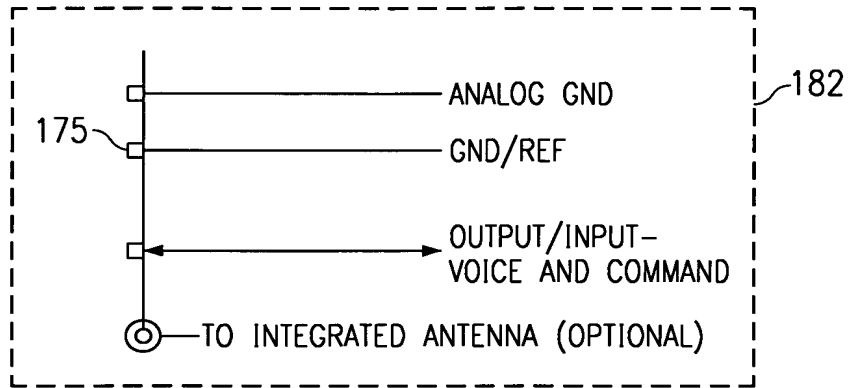 ANALOG GND
182
175
GND/REF
OUTPUT/INPUT-
VOICE AND COMMAND
TO INTEGRATED ANTENNA (OPTIONAL)